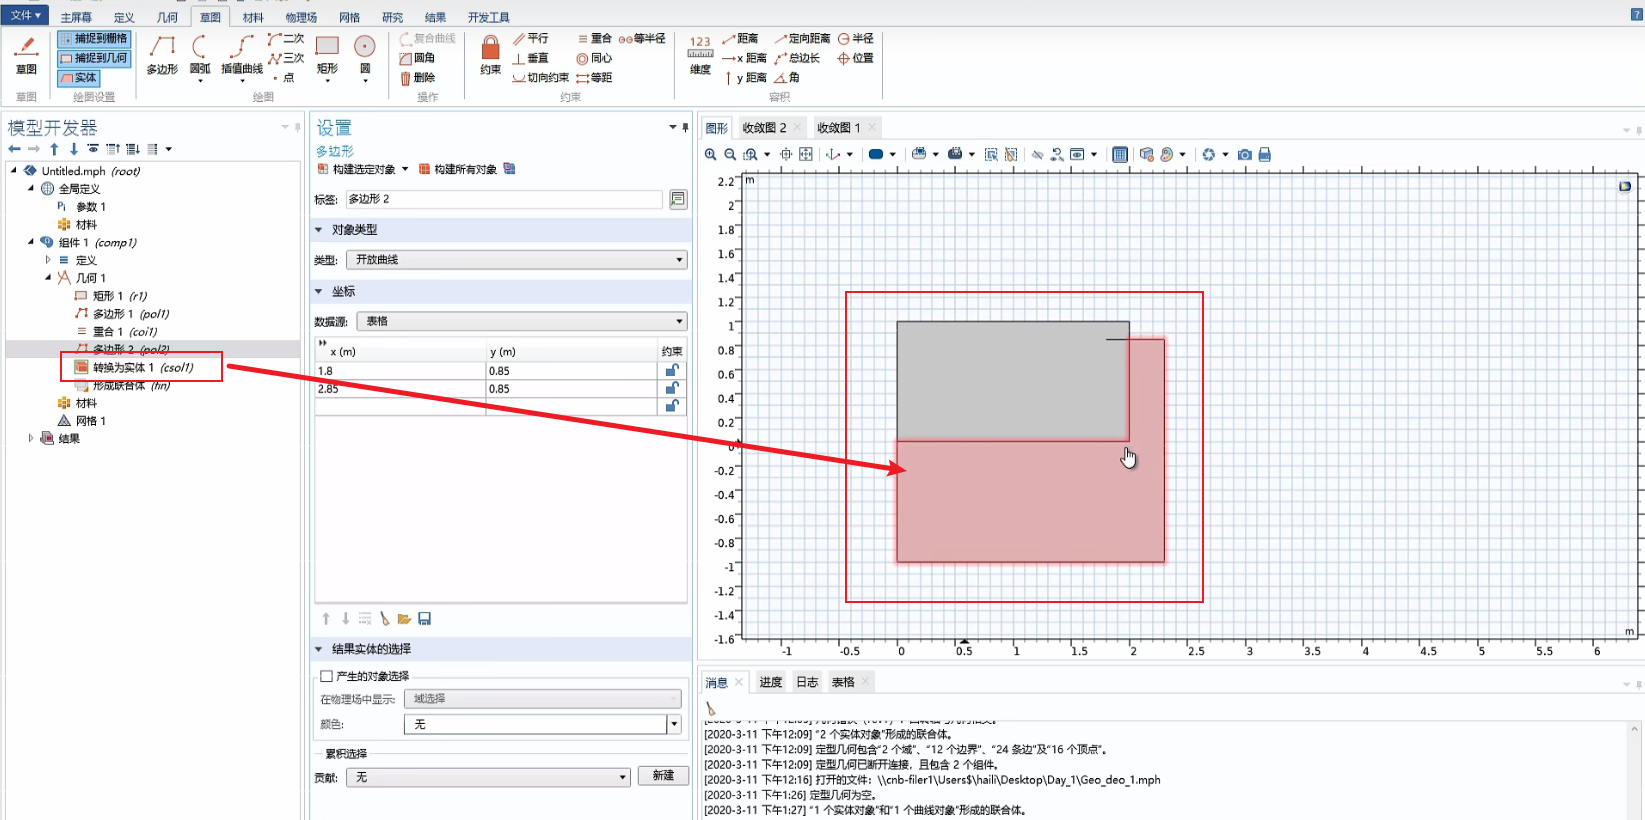 文件▾ 主屏幕 定义 几何 草图 材料 物理场 网格 研究 结果 开发工具 ?
草图
捕捉到栅格
捕捉到几何
实体
多边形 圆弧 插值曲线
二次
三次
点
矩形 圆
复合曲线
圆角
删除
约束
平行 重合 等半径
垂直 同心
切向约束 等距
123
维度
距离 定向距离 半径
x 距离 总边长 位置
y 距离 角
草图 绘图设置 绘图 操作 约束 容积
模型开发器
Untitled.mph (root)
全局定义
Pi 参数 1
材料
组件 1 (comp1)
定义
几何 1
矩形 1 (r1)
多边形 1 (pol1)
重合 1 (coi1)
多边形 2 (pol2)
转换为实体 1 (csol1)
形成联合体 (fin)
材料
网格 1
结果
设置
多边形
构建选定对象 构建所有对象
标签: 多边形 2
对象类型
类型: 开放曲线
坐标
数据源: 表格
x (m) y (m) 约束
1.8 0.85
2.85 0.85
结果实体的选择
产生的对象选择
在物理场中显示: 域选择
颜色: 无
累积选择
贡献: 无 新建
图形 收敛图 2 收敛图 1
m
2.2
2
1.8
1.6
1.4
1.2
1
0.8
0.6
0.4
0.2
0
-0.2
-0.4
-0.6
-0.8
-1
-1.2
-1.4
-1.6
m
-1 -0.5 0 0.5 1 1.5 2 2.5 3 3.5 4 4.5 5 5.5 6
消息 进度 日志 表格
[2020-3-11 下午12:09] “2 个实体对象”形成的联合体。
[2020-3-11 下午12:09] 定型几何包含“2 个域”、“12 个边界”、“24 条边”及“16 个顶点”。
[2020-3-11 下午12:09] 定型几何已断开连接，且包含 2 个组件。
[2020-3-11 下午12:16] 打开的文件：\\cnb-filer1\Users$\haili\Desktop\Day_1\Geo_deo_1.mph
[2020-3-11 下午1:26] 定型几何为空。
[2020-3-11 下午1:27] “1 个实体对象”和“1 个曲线对象”形成的联合体。